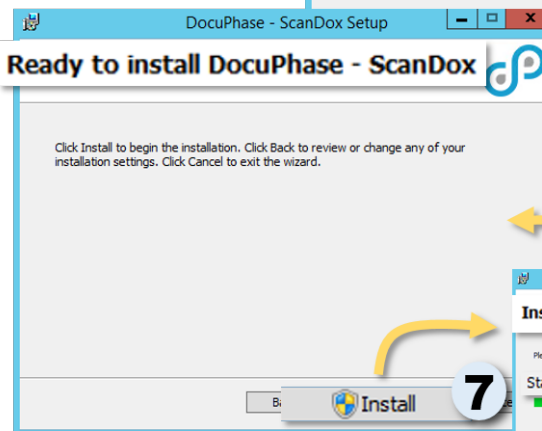 DocuPhase - ScanDox Setup
Ready to install DocuPhase - ScanDox
Click Install to begin the installation. Click Back to review or change any of your
installation settings. Click Cancel to exit the wizard.
Install
7